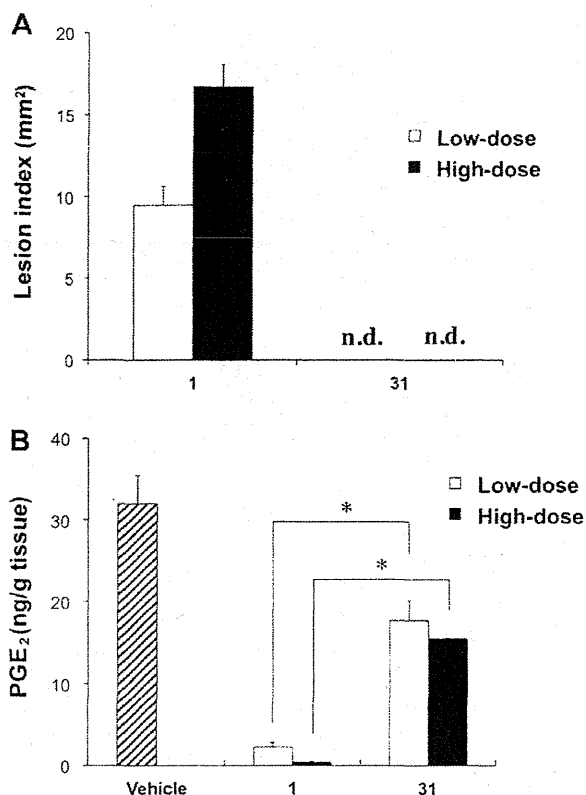 A
Lesion index (mm²)
20
15
10
5
0
Low-dose
High-dose
n.d. n.d.
1 31
B
PGE₂ (ng/g tissue)
40
30
20
10
0
Low-dose
High-dose
*
*
Vehicle 1 31